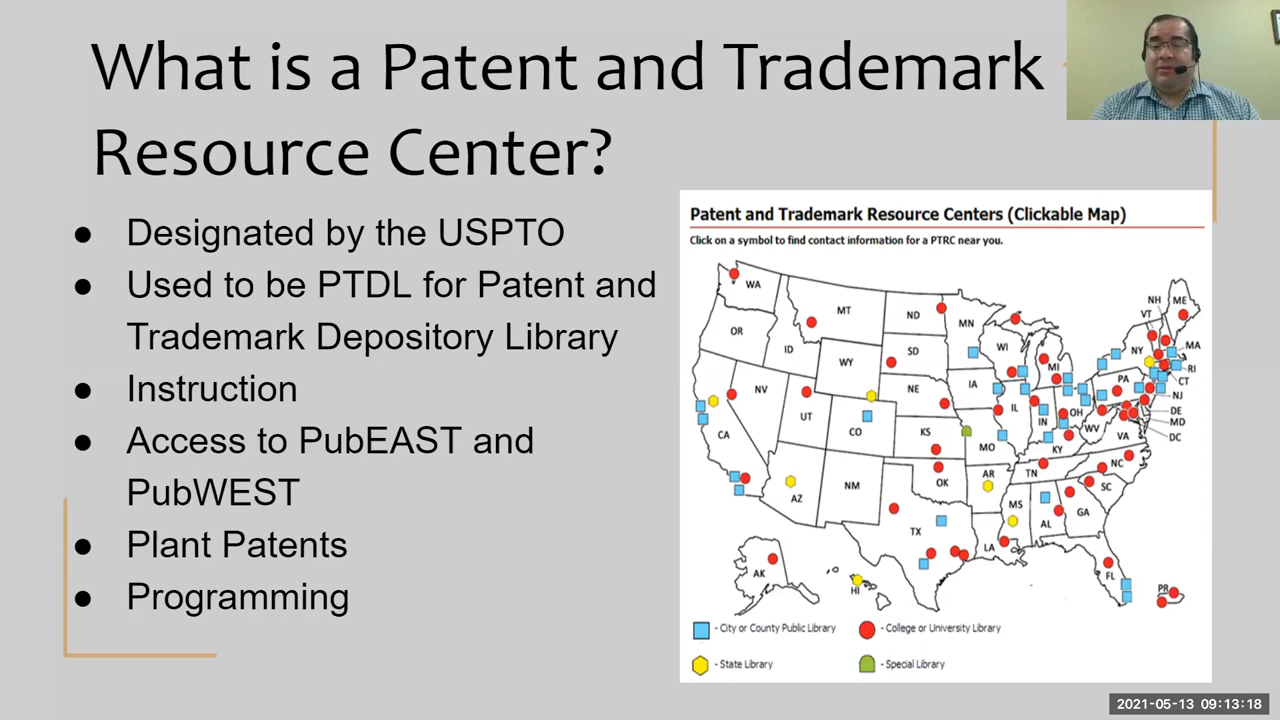 What is a Patent and Trademark
Resource Center?
● Designated by the USPTO
● Used to be PTDL for Patent and
Trademark Depository Library
● Instruction
● Access to PubEAST and
PubWEST
● Plant Patents
● Programming
Patent and Trademark Resource Centers (Clickable Map)
Click on a symbol to find contact information for a PTRC near you.
WA
MT
ND
MN
OR
ID
WY
SD
WI
MI
NY
VT
NH
ME
MA
RI
CT
NJ
DE
MD
DC
PA
NV
UT
CO
NE
IA
IL
IN
OH
WV
VA
CA
KS
MO
KY
AZ
NM
OK
AR
TN
NC
SC
TX
LA
MS
AL
GA
FL
AK
HI
PR
- City or County Public Library
- College or University Library
- State Library
- Special Library
2021-05-13 09:13:18